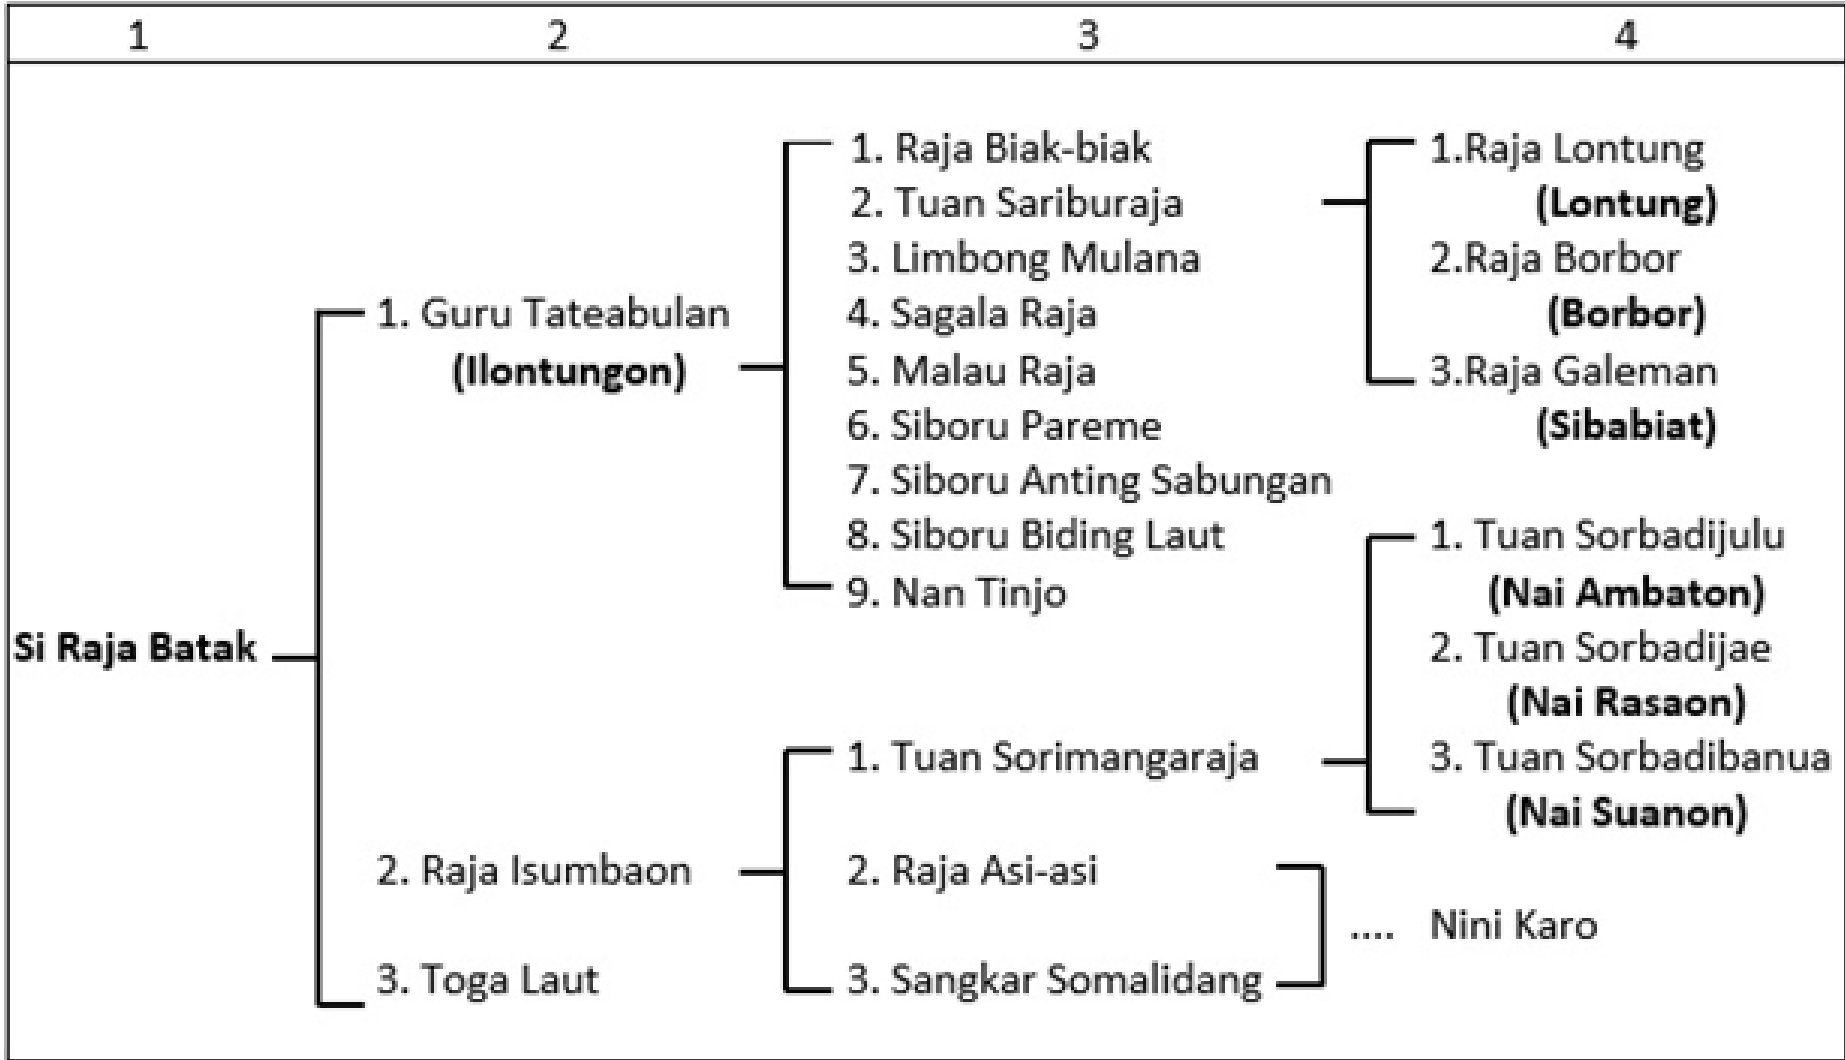 1 2 3 4
1. Raja Biak-biak 1.Raja Lontung
2. Tuan Sariburaja (Lontung)
3. Limbong Mulana 2.Raja Borbor
1. Guru Tateabulan 4. Sagala Raja (Borbor)
(Ilontungon) 5. Malau Raja 3.Raja Galeman
6. Siboru Pareme (Sibabiat)
7. Siboru Anting Sabungan
8. Siboru Biding Laut 1. Tuan Sorbadijulu
9. Nan Tinjo (Nai Ambaton)
Si Raja Batak 2. Tuan Sorbadijae
(Nai Rasaon)
1. Tuan Sorimangaraja 3. Tuan Sorbadibanua
(Nai Suanon)
2. Raja Isumbaon 2. Raja Asi-asi
.... Nini Karo
3. Toga Laut 3. Sangkar Somalidang